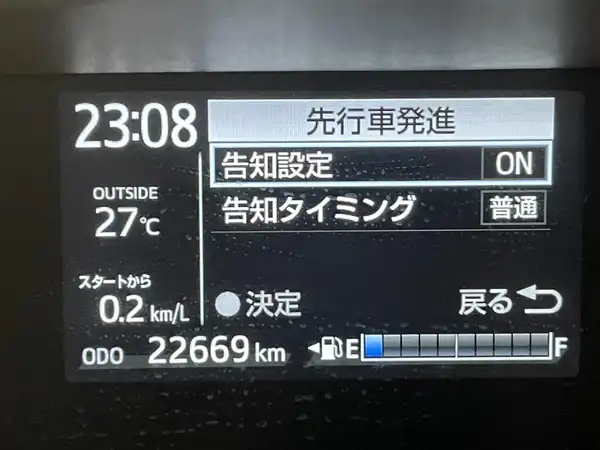 23:08
先行車発進
告知設定 ON
告知タイミング 普通
OUTSIDE
27℃
スタートから
0.2 km/L
決定
戻る
ODO 22669 km
E F